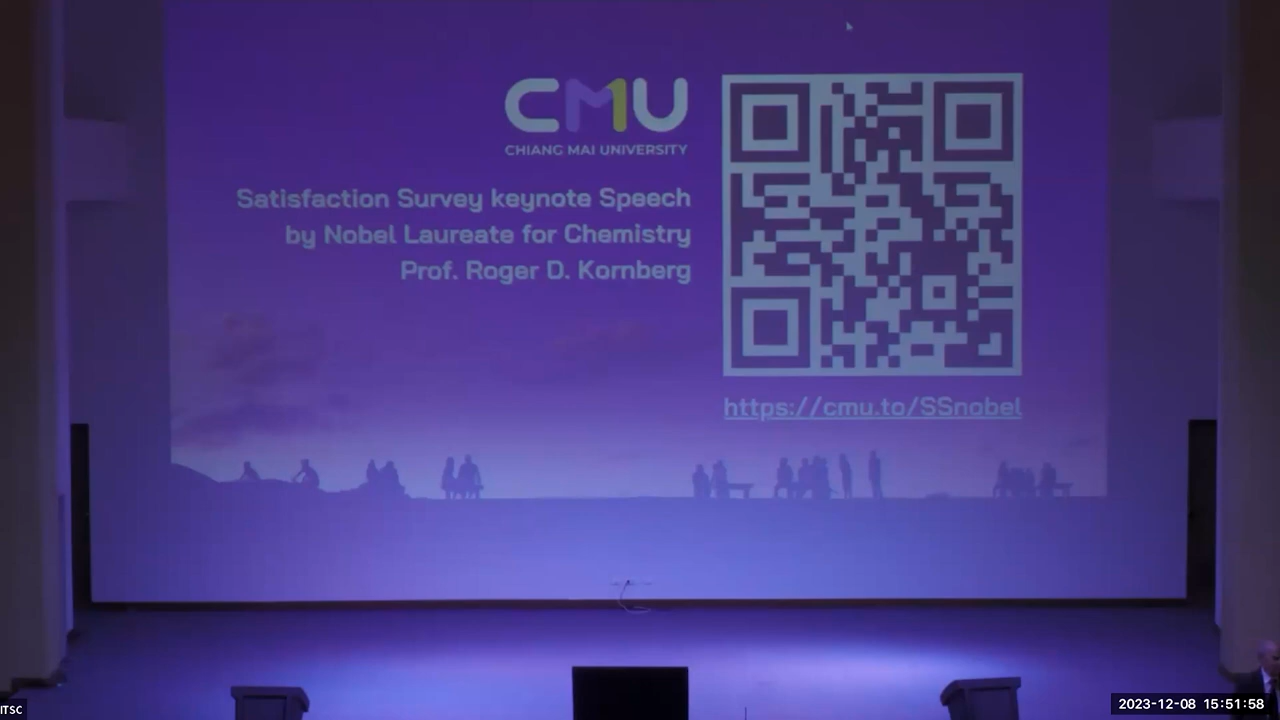 CMU
CHIANG MAI UNIVERSITY
Satisfaction Survey keynote Speech
by Nobel Laureate for Chemistry
Prof. Roger D. Kornberg
https://cmu.to/SSnobel
ITSC
2023-12-08 15:51:58